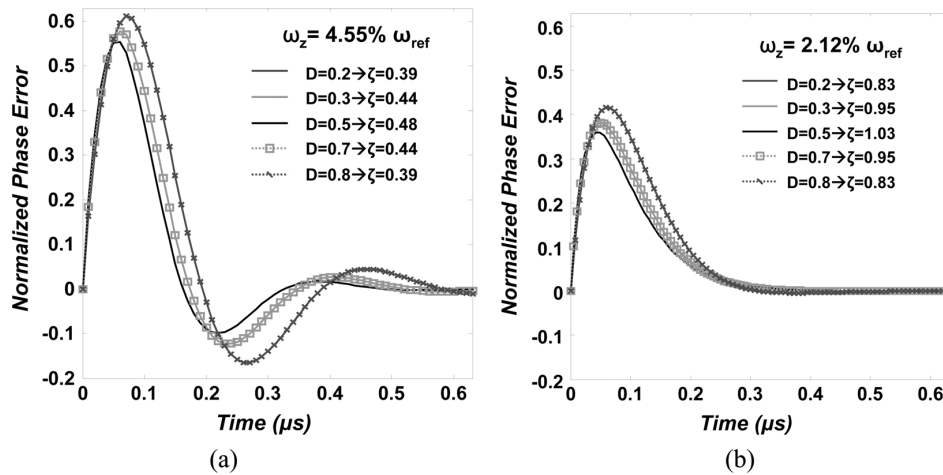 ω_z= 4.55% ω_ref
D=0.2→ζ=0.39
D=0.3→ζ=0.44
D=0.5→ζ=0.48
D=0.7→ζ=0.44
D=0.8→ζ=0.39
Normalized Phase Error
0.6
0.5
0.4
0.3
0.2
0.1
0
-0.1
-0.2
0 0.1 0.2 0.3 0.4 0.5 0.6
Time (μs)
(a)
ω_z= 2.12% ω_ref
D=0.2→ζ=0.83
D=0.3→ζ=0.95
D=0.5→ζ=1.03
D=0.7→ζ=0.95
D=0.8→ζ=0.83
Normalized Phase Error
0.6
0.5
0.4
0.3
0.2
0.1
0
-0.1
-0.2
0 0.1 0.2 0.3 0.4 0.5 0.6
Time (μs)
(b)